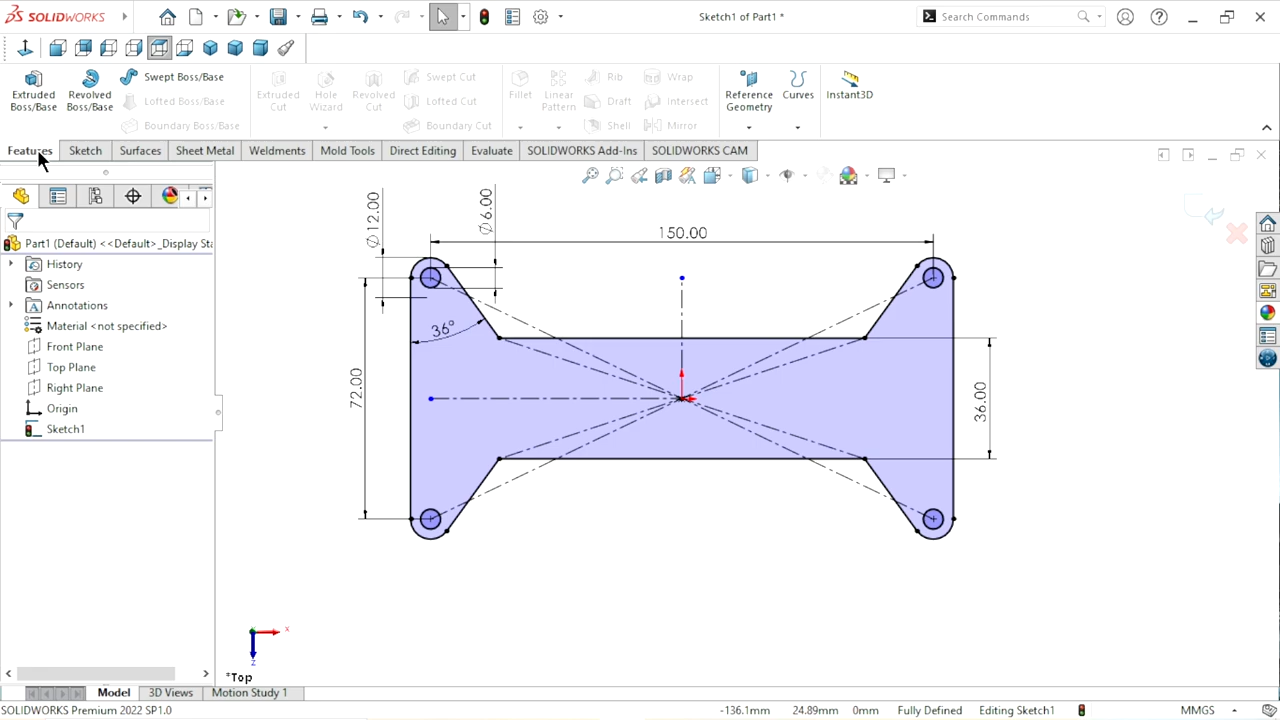 SOLIDWORKS
Sketch1 of Part1 *
Search Commands
Extruded Boss/Base
Revolved Boss/Base
Swept Boss/Base
Lofted Boss/Base
Boundary Boss/Base
Extruded Cut
Hole Wizard
Revolved Cut
Swept Cut
Lofted Cut
Boundary Cut
Fillet
Linear Pattern
Rib
Draft
Shell
Wrap
Intersect
Mirror
Reference Geometry
Curves
Instant3D
Features
Sketch
Surfaces
Sheet Metal
Weldments
Mold Tools
Direct Editing
Evaluate
SOLIDWORKS Add-Ins
SOLIDWORKS CAM
Part1 (Default) <<Default>_Display Sta
History
Sensors
Annotations
Material <not specified>
Front Plane
Top Plane
Right Plane
Origin
Sketch1
∅12.00
∅6.00
150.00
36°
72.00
36.00
x
z
*Top
Model
3D Views
Motion Study 1
SOLIDWORKS Premium 2022 SP1.0
-136.1mm
24.89mm
0mm
Fully Defined
Editing Sketch1
MMGS